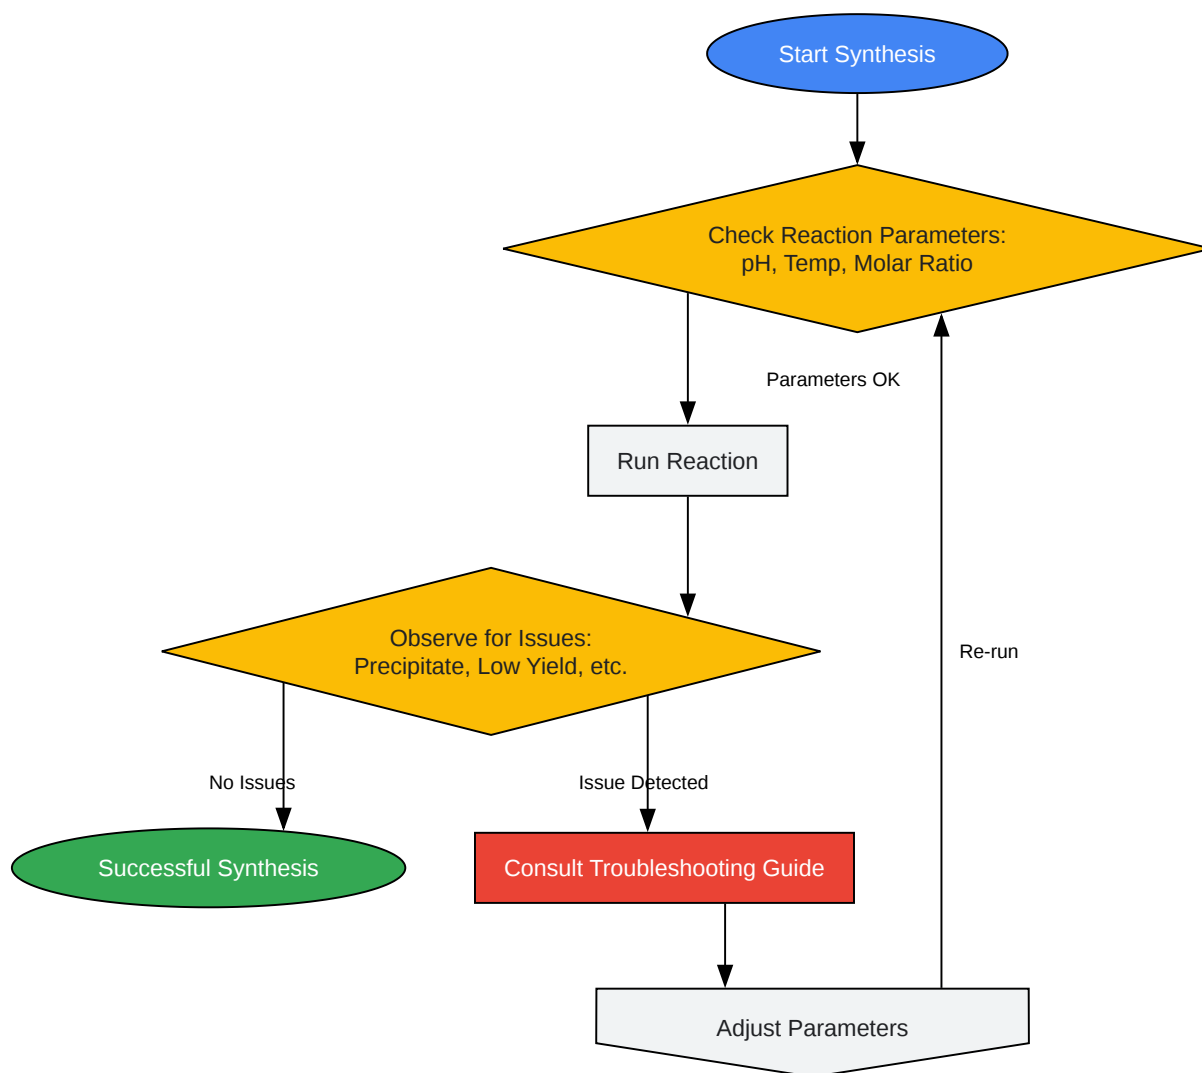 Start Synthesis
Check Reaction Parameters:
pH, Temp, Molar Ratio
Parameters OK
Run Reaction
Observe for Issues:
Precipitate, Low Yield, etc.
Re-run
No Issues
Issue Detected
Successful Synthesis
Consult Troubleshooting Guide
Adjust Parameters